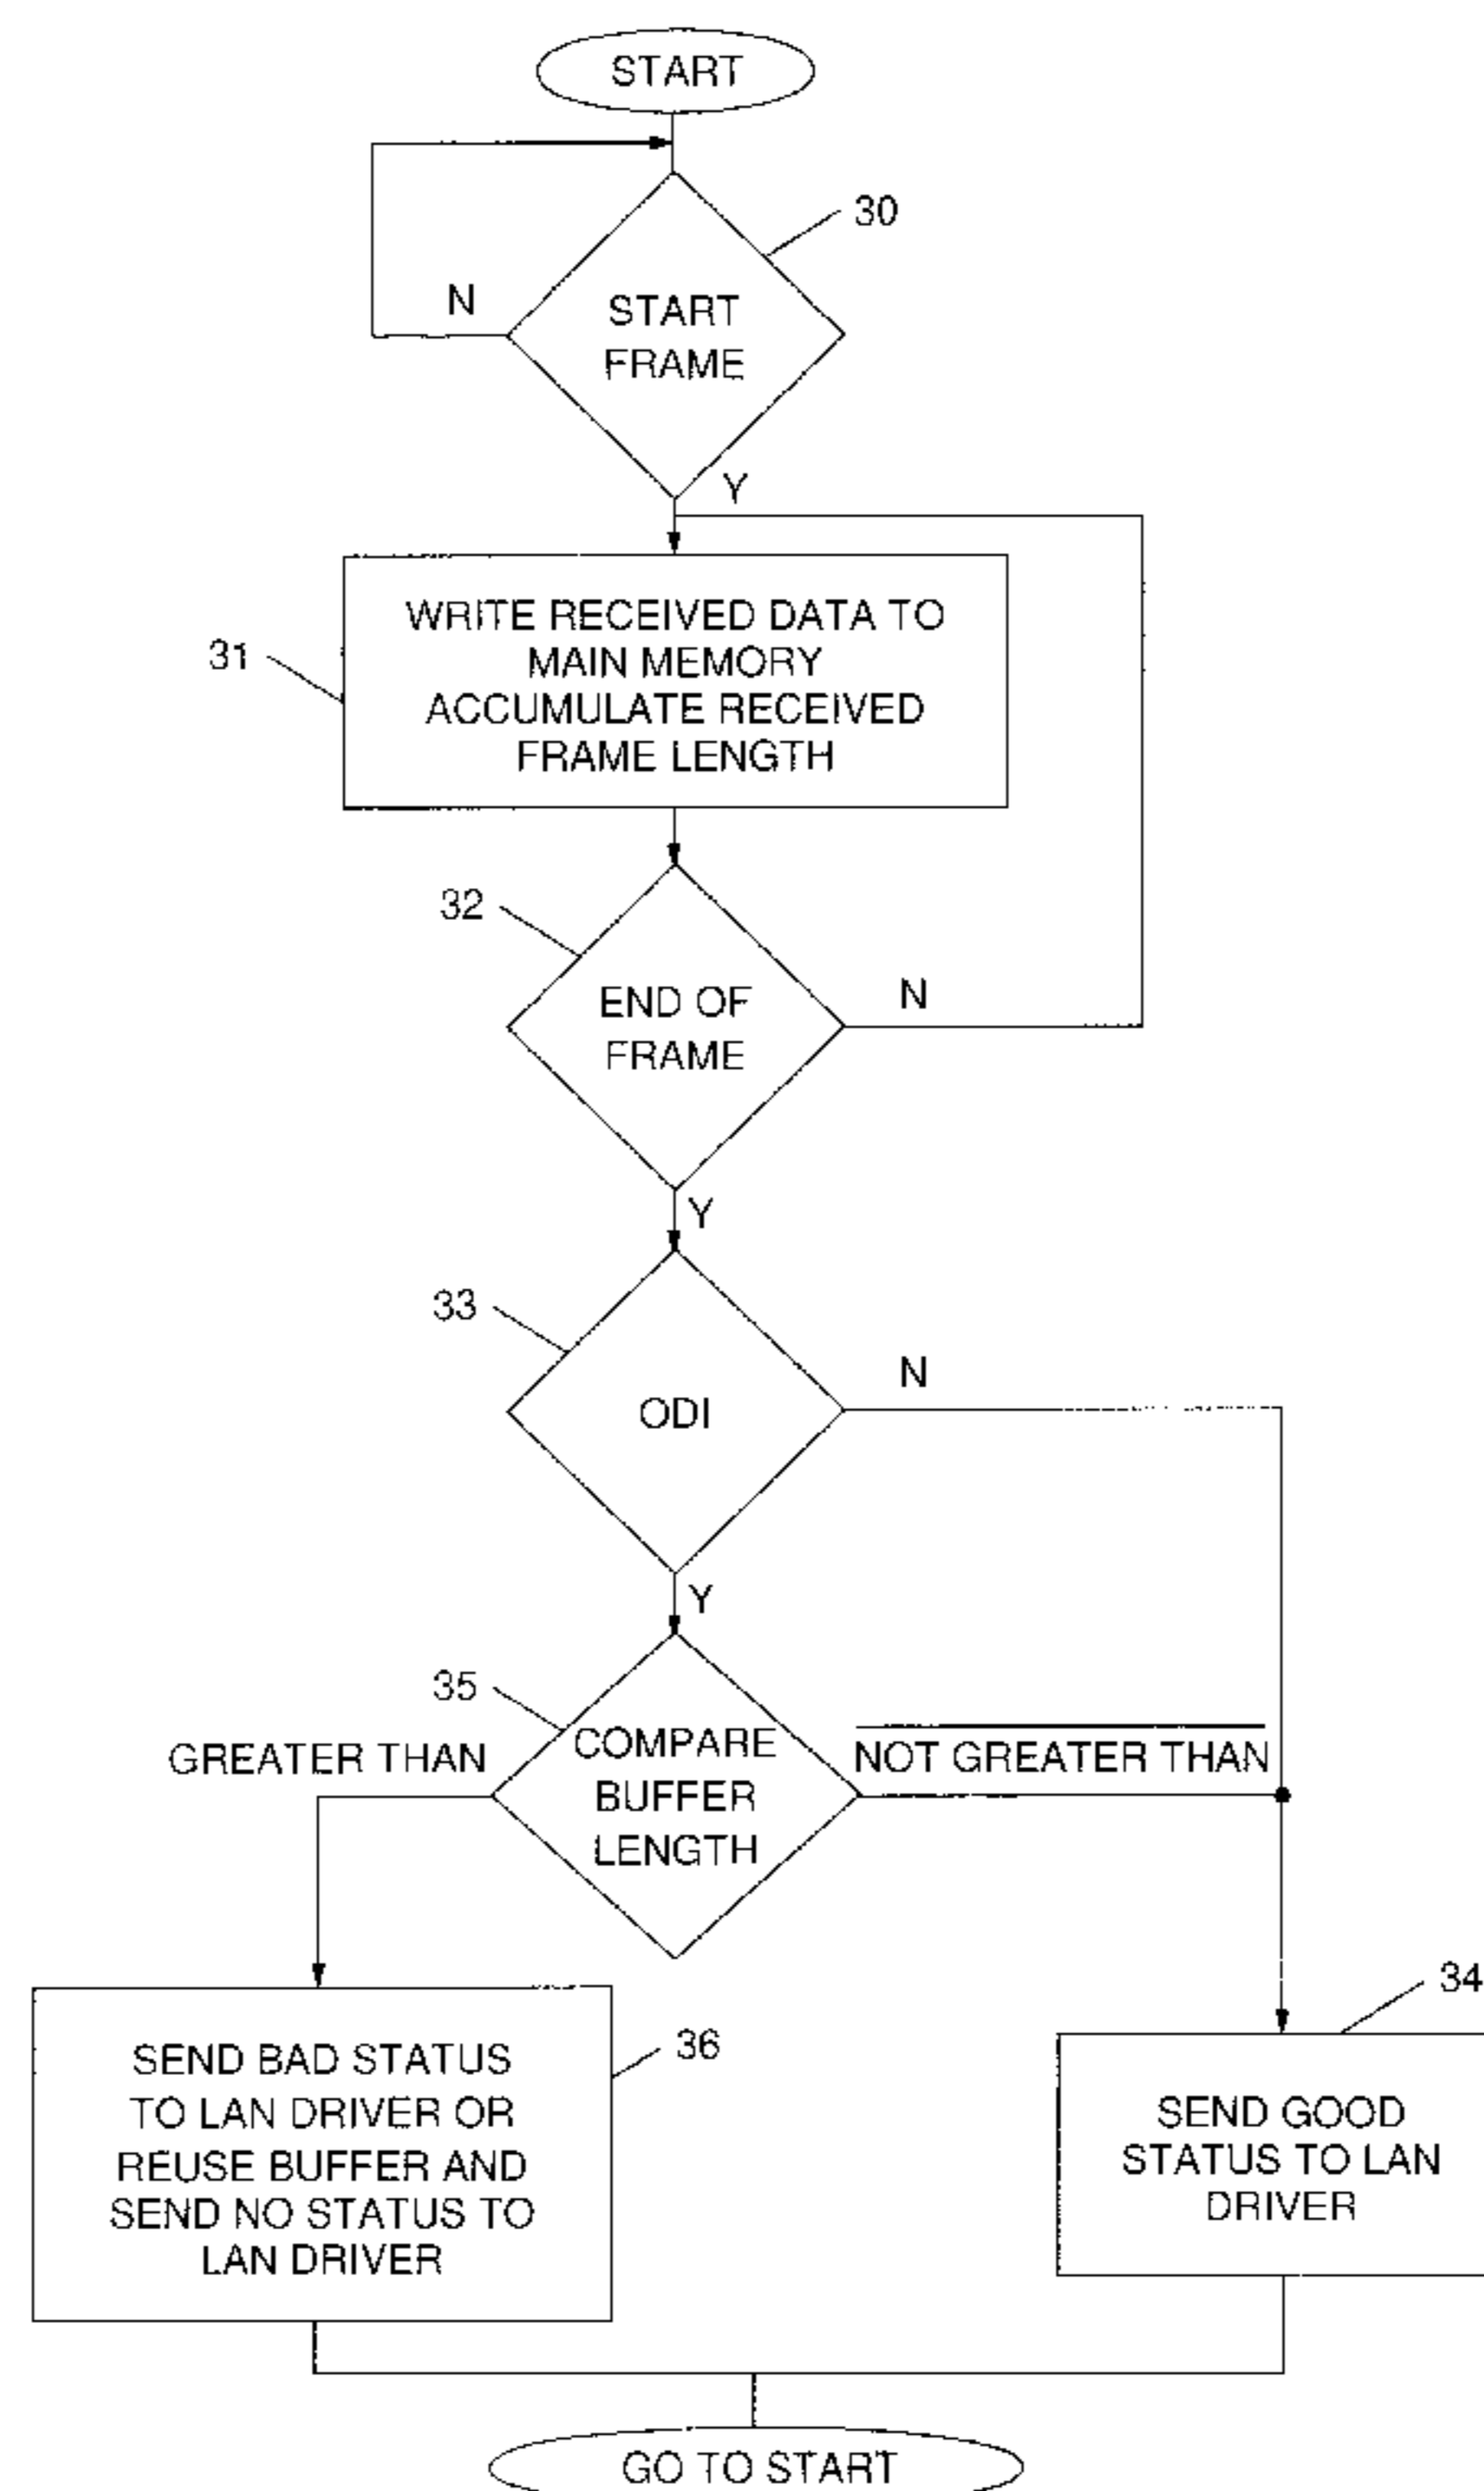 START
30
N
START
FRAME
Y
31
WRITE RECEIVED DATA TO
MAIN MEMORY
ACCUMULATE RECEIVED
FRAME LENGTH
32
END OF
FRAME
N
Y
33
ODI
N
Y
35
GREATER THAN
COMPARE
BUFFER
LENGTH
NOT GREATER THAN
34
36
SEND BAD STATUS
TO LAN DRIVER OR
REUSE BUFFER AND
SEND NO STATUS TO
LAN DRIVER
SEND GOOD
STATUS TO LAN
DRIVER
GO TO START